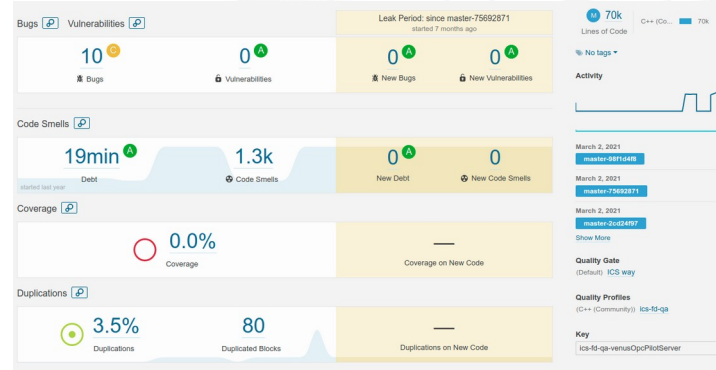 Bugs Vulnerabilities
Leak Period: since master-75692871
started 7 months ago
10 C
0 A
0 A
0 A
Bugs
Vulnerabilities
New Bugs
New Vulnerabilities
Code Smells
19min A
1.3k
0 A
0
Debt
Code Smells
New Debt
New Code Smells
started last year
Coverage
0.0%
—
Coverage
Coverage on New Code
Duplications
3.5%
80
—
Duplications
Duplicated Blocks
Duplications on New Code
M 70k
Lines of Code
C++ (Co... 70k
No tags
Activity
March 2, 2021
master-98f1d4f8
March 2, 2021
master-75692871
March 2, 2021
master-2cd24f97
Show More
Quality Gate
(Default) ICS way
Quality Profiles
(C++ (Community)) ics-fd-qa
Key
ics-fd-qa-venusOpcPilotServer